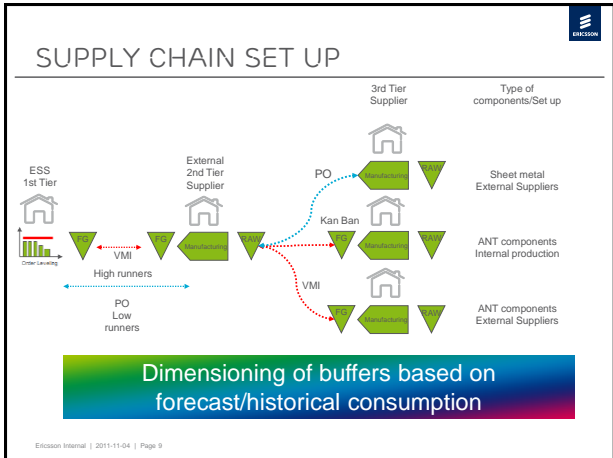 ERICSSON
SUPPLY CHAIN SET UP
3rd Tier
Supplier
Type of
components/Set up
ESS
1st Tier
External
2nd Tier
Supplier
PO
Manufacturing
RAW
Sheet metal
External Suppliers
Kan Ban
Order Leveling
FG
VMI
FG
Manufacturing
RAW
FG
Manufacturing
RAW
ANT components
Internal production
High runners
VMI
PO
Low
runners
FG
Manufacturing
RAW
ANT components
External Suppliers
Dimensioning of buffers based on
forecast/historical consumption
Ericsson Internal | 2011-11-04 | Page 9